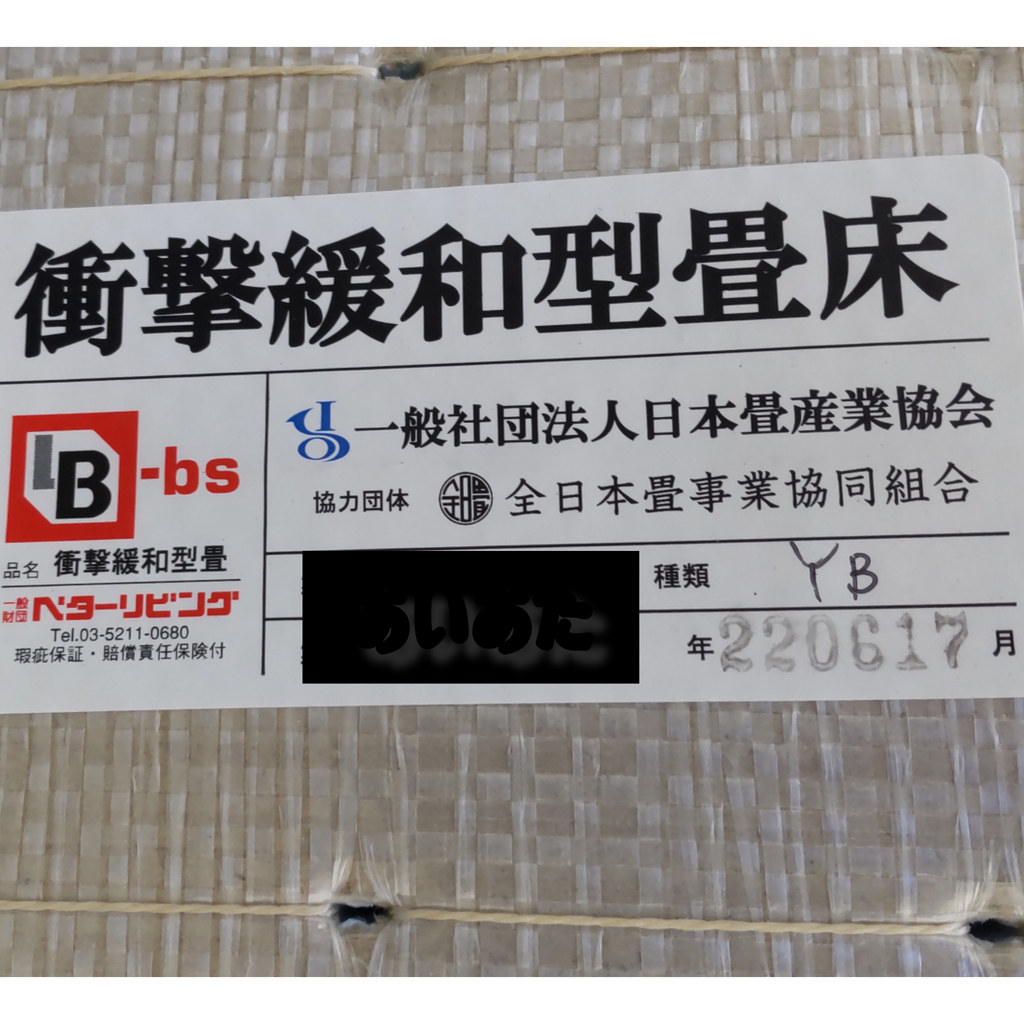 衝撃緩和型畳床
BL-bs
品名 衝撃緩和型畳
一般財団 ベターリビング
Tel.03-5211-0680
瑕疵保証・賠償責任保険付
一般社団法人日本畳産業協会
協力団体 全日本畳事業協同組合
種類 YB
年 220617 月